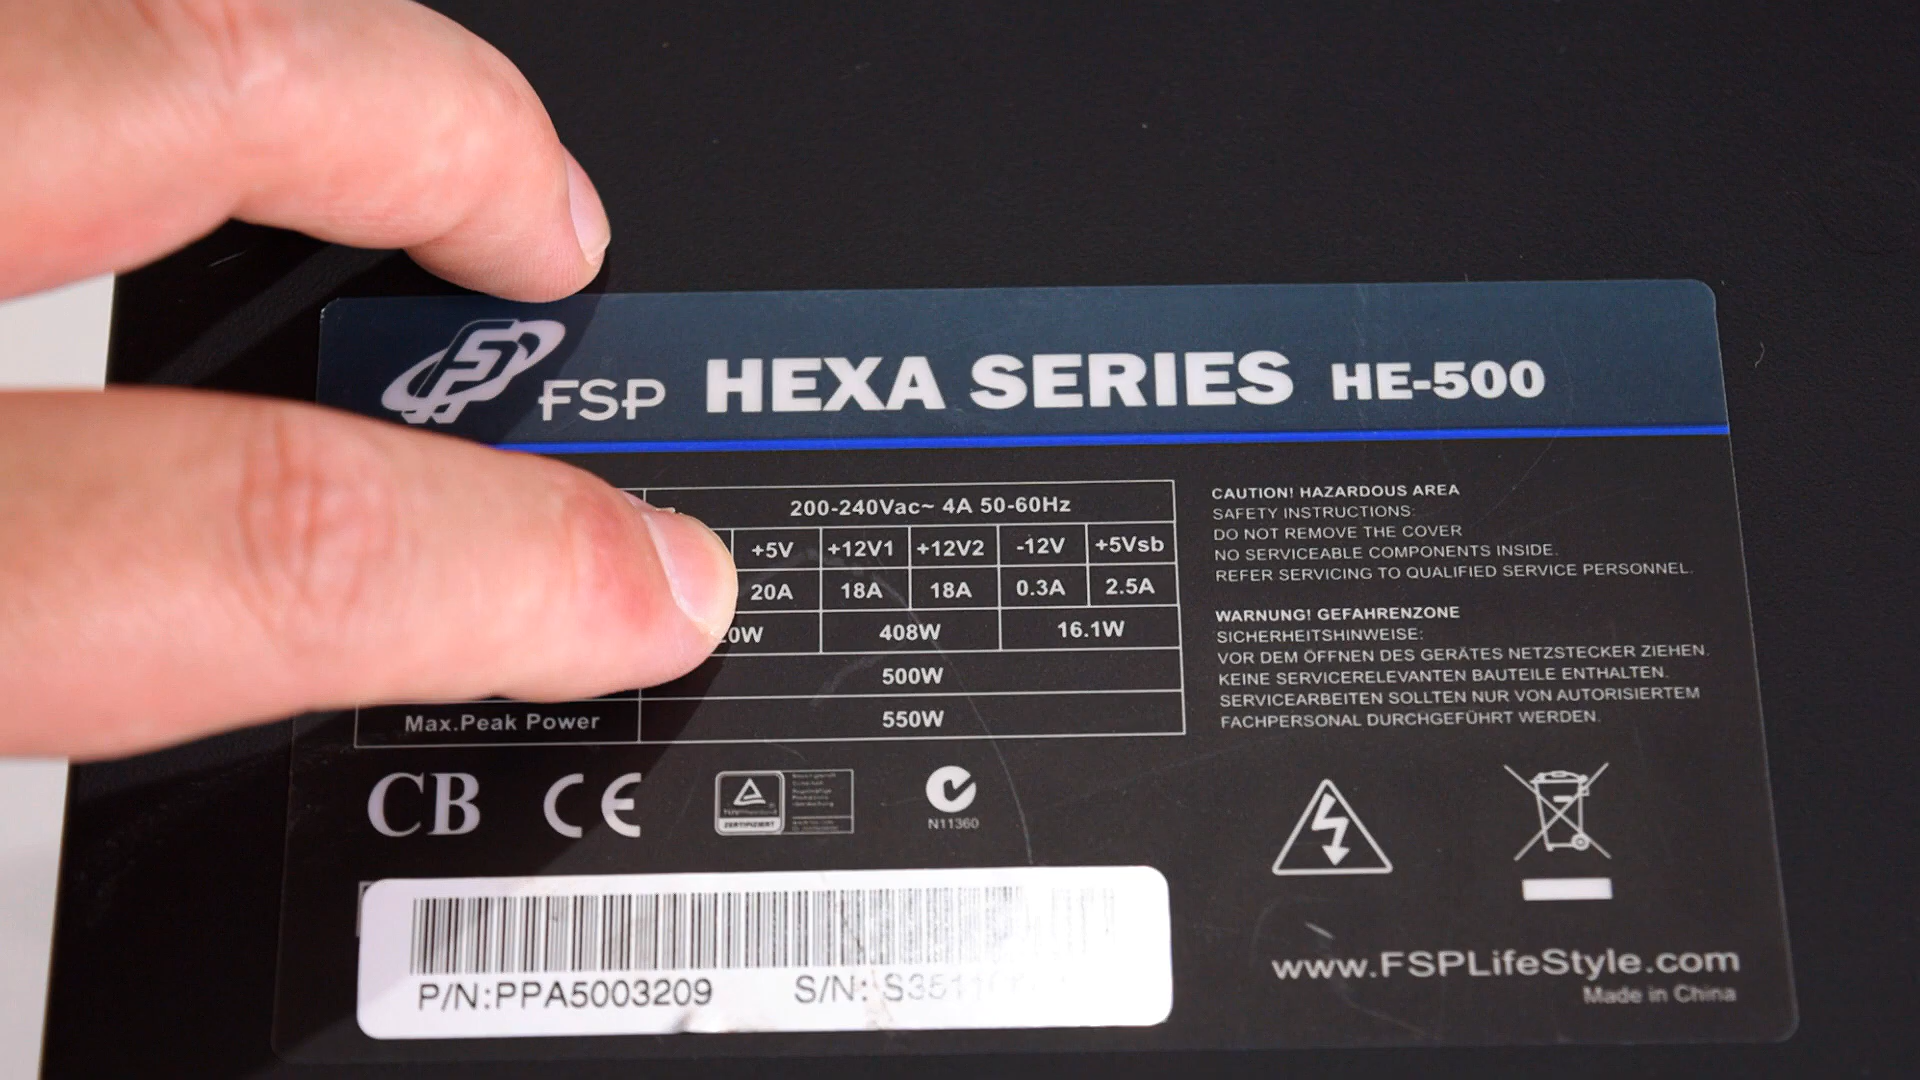 FSP HEXA SERIES HE-500
200-240Vac~ 4A 50-60Hz
+5V +12V1 +12V2 -12V +5Vsb
20A 18A 18A 0.3A 2.5A
408W 16.1W
500W
Max.Peak Power 550W
CAUTION! HAZARDOUS AREA
SAFETY INSTRUCTIONS:
DO NOT REMOVE THE COVER
NO SERVICEABLE COMPONENTS INSIDE.
REFER SERVICING TO QUALIFIED SERVICE PERSONNEL.
WARNUNG! GEFAHRENZONE
SICHERHEITSHINWEISE:
VOR DEM ÖFFNEN DES GERÄTES NETZSTECKER ZIEHEN.
KEINE SERVICERELEVANTEN BAUTEILE ENTHALTEN.
SERVICEARBEITEN SOLLTEN NUR VON AUTORISIERTEM
FACHPERSONAL DURCHGEFÜHRT WERDEN.
CB CE
ZERTIFIZIERT
N11360
P/N:PPA5003209 S/N:
www.FSPLifeStyle.com
Made in China